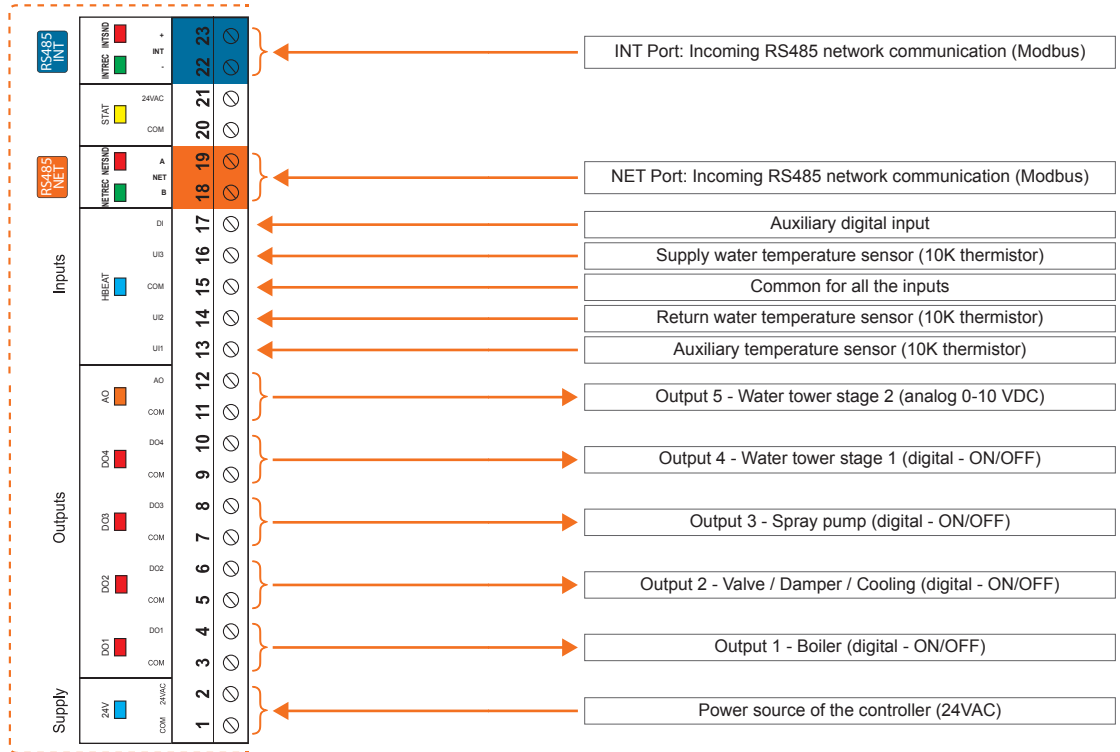 RS485
INT
INTREC INTSND
+
INT
-
23
22
INT Port: Incoming RS485 network communication (Modbus)
STAT
24VAC
COM
21
20
RS485
NET
NETREC NETSND
A
NET
B
19
18
NET Port: Incoming RS485 network communication (Modbus)
Inputs
HBEAT
DI
17
Auxiliary digital input
UI3
16
Supply water temperature sensor (10K thermistor)
COM
15
Common for all the inputs
UI2
14
Return water temperature sensor (10K thermistor)
UI1
13
Auxiliary temperature sensor (10K thermistor)
Outputs
AO
AO
COM
12
11
Output 5 - Water tower stage 2 (analog 0-10 VDC)
DO4
DO4
COM
10
9
Output 4 - Water tower stage 1 (digital - ON/OFF)
DO3
DO3
COM
8
7
Output 3 - Spray pump (digital - ON/OFF)
DO2
DO2
COM
6
5
Output 2 - Valve / Damper / Cooling (digital - ON/OFF)
DO1
DO1
COM
4
3
Output 1 - Boiler (digital - ON/OFF)
Supply
24V
COM 24VAC
2
1
Power source of the controller (24VAC)